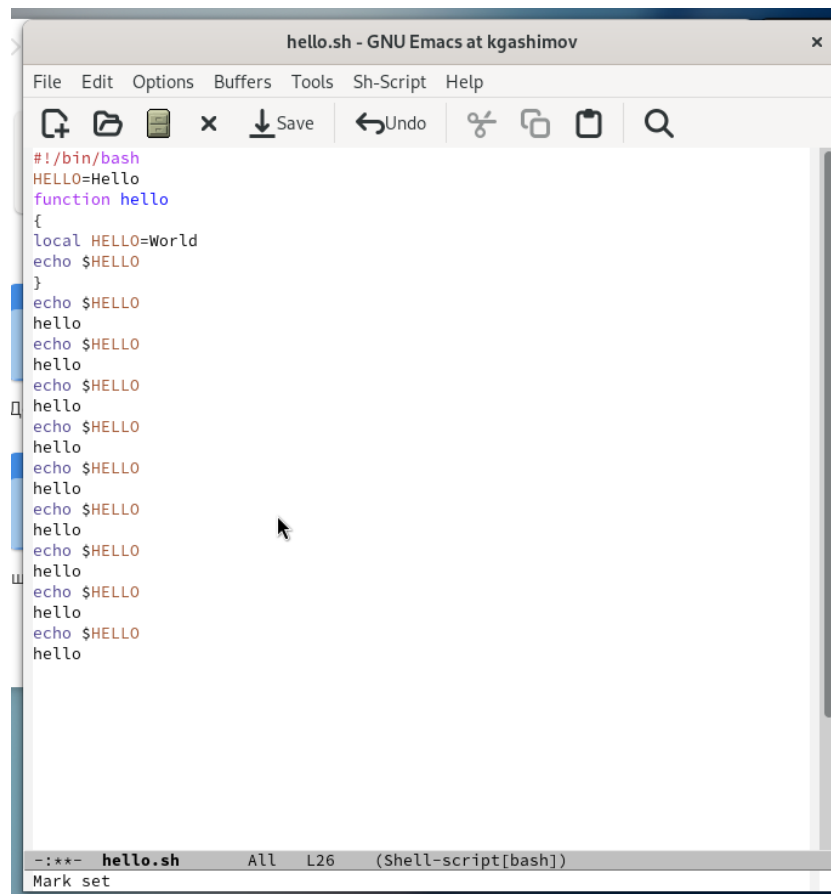 hello.sh - GNU Emacs at kgashimov
File Edit Options Buffers Tools Sh-Script Help
Save Undo
#!/bin/bash
HELLO=Hello
function hello
{
local HELLO=World
echo $HELLO
}
echo $HELLO
hello
echo $HELLO
hello
echo $HELLO
hello
echo $HELLO
hello
echo $HELLO
hello
echo $HELLO
hello
echo $HELLO
hello
echo $HELLO
hello
echo $HELLO
hello
-:**- hello.sh All L26 (Shell-script[bash])
Mark set